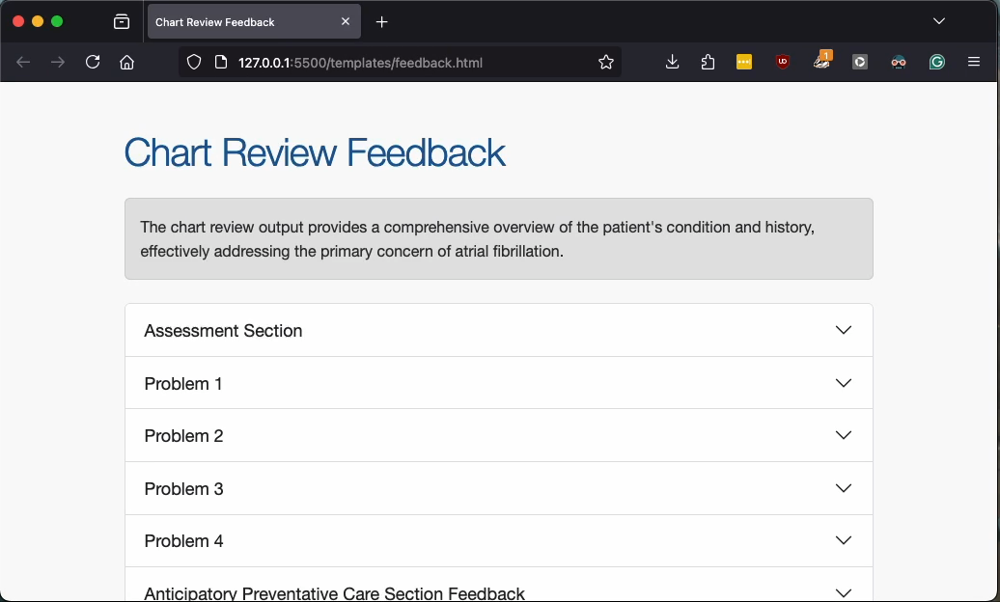 Chart Review Feedback
127.0.0.1:5500/templates/feedback.html
1
Chart Review Feedback
The chart review output provides a comprehensive overview of the patient's condition and history,
effectively addressing the primary concern of atrial fibrillation.
Assessment Section
Problem 1
Problem 2
Problem 3
Problem 4
Anticipatory Preventative Care Section Feedback